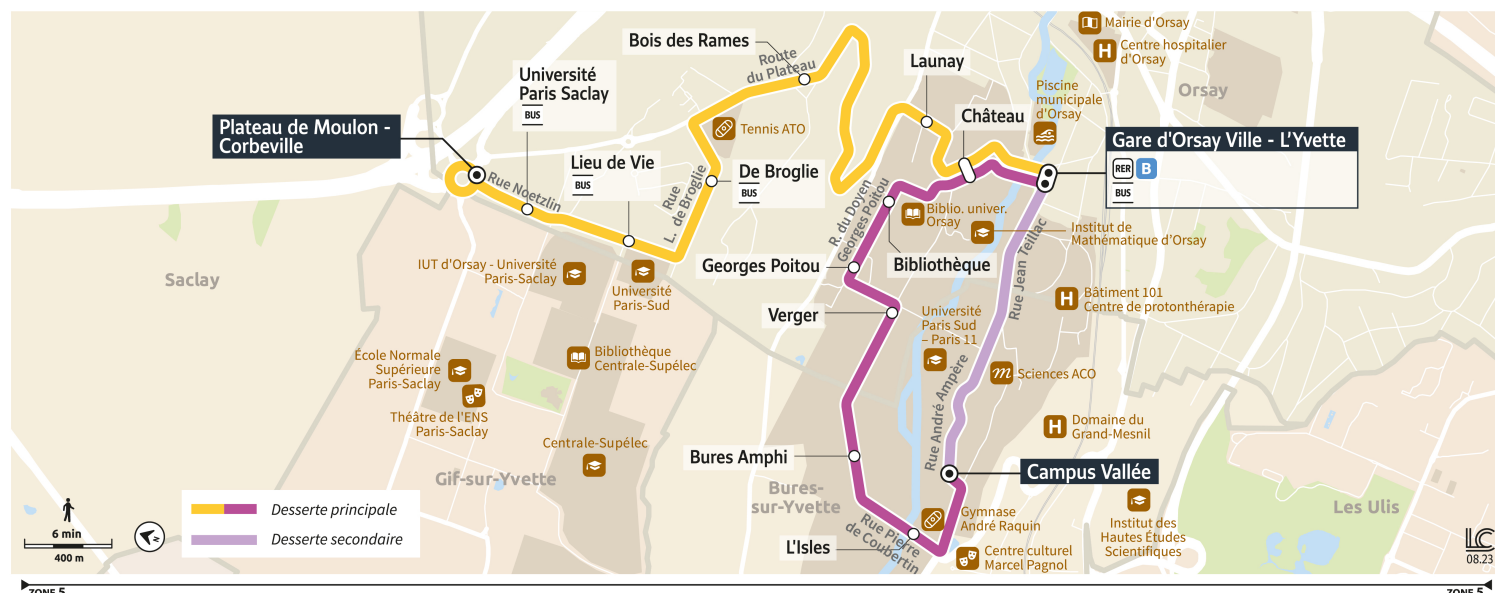 Mairie d'Orsay
Centre hospitalier
d'Orsay
H
Bois des Rames
Route
du Plateau
Launay
Université
Paris Saclay
BUS
Piscine
municipale
d'Orsay
Orsay
Château
Plateau de Moulon -
Corbeville
Tennis ATO
Gare d'Orsay Ville - L'Yvette
RER B
BUS
Lieu de Vie
BUS
De Broglie
BUS
Rue Noetzlin
Rue
L. de Broglie
R. du Doyen
Georges Poitou
Biblio. univer.
Orsay
Institut de
Mathématique d'Orsay
Rue Jean Teillac
Saclay
IUT d'Orsay - Université
Paris-Saclay
Université
Paris-Sud
Georges Poitou
Bibliothèque
H
Bâtiment 101
Centre de protonthérapie
Verger
Université
Paris Sud
– Paris 11
École Normale
Supérieure
Paris-Saclay
Bibliothèque
Centrale-Supélec
m
Sciences ACO
Rue André Ampère
Théâtre de l'ENS
Paris-Saclay
H
Domaine du
Grand-Mesnil
Centrale-Supélec
Bures Amphi
Campus Vallée
Gif-sur-Yvette
Bures-
sur-Yvette
Les Ulis
Desserte principale
Desserte secondaire
Gymnase
André Raquin
Institut des
Hautes Études
Scientifiques
Rue Pierre
de Coubertin
L'Isles
Centre culturel
Marcel Pagnol
6 min
400 m
N
LC
08.23
ZONE 5
ZONE 5